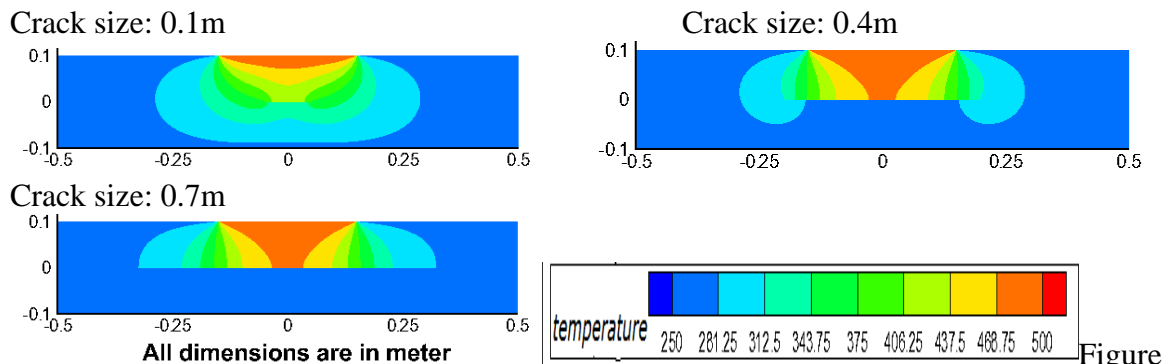 Crack size: 0.1m
Crack size: 0.4m
0.1
0
-0.1
-0.5 -0.25 0 0.25 0.5
0.1
0
-0.1
-0.5 -0.25 0 0.25 0.5
Crack size: 0.7m
0.1
0
-0.1
-0.5 -0.25 0 0.25 0.5
All dimensions are in meter
temperature 250 281.25 312.5 343.75 375 406.25 437.5 468.75 500
Figure